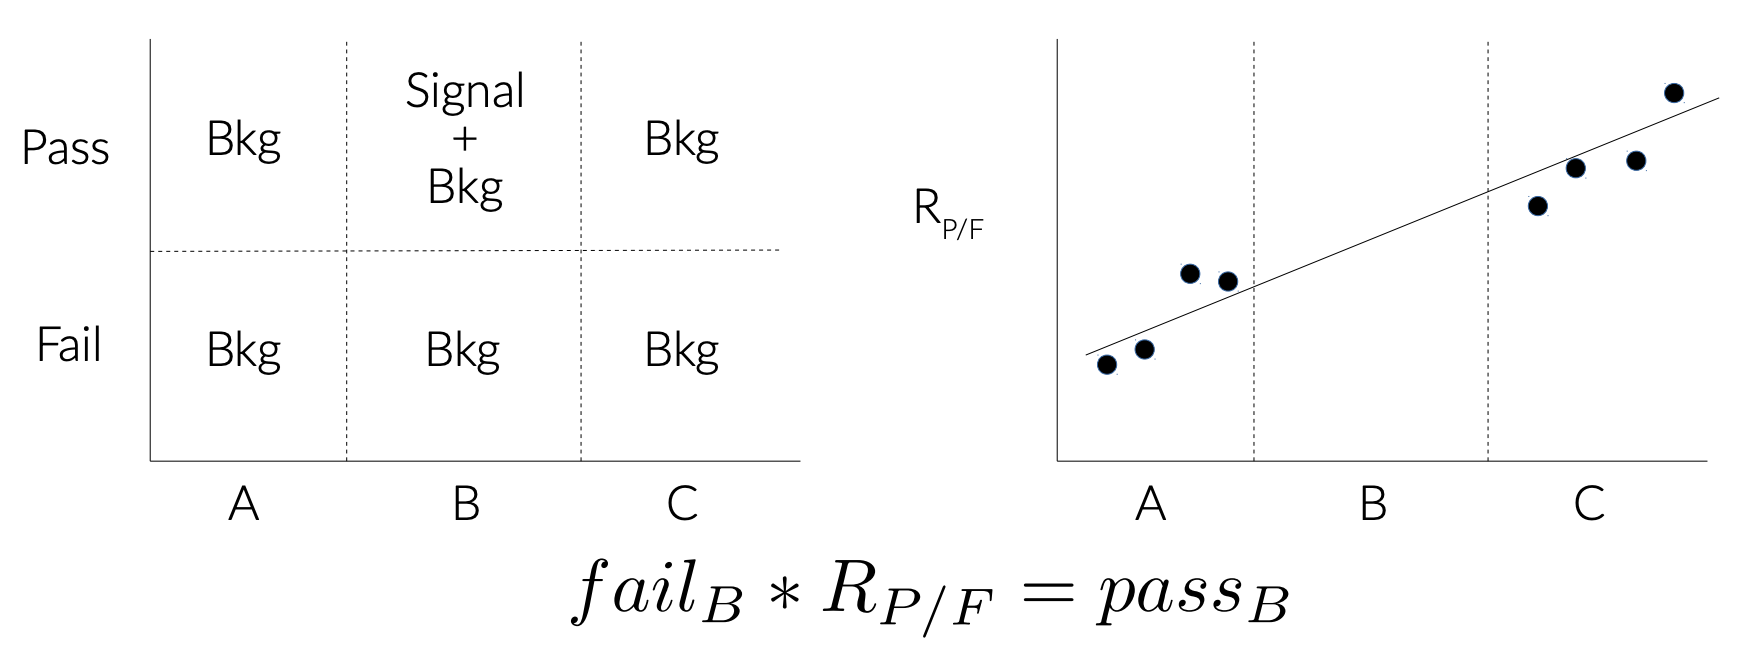 Pass
Bkg
Signal
+
Bkg
Bkg
Fail
Bkg
Bkg
Bkg
A
B
C
R_{P/F}
A
B
C
fail_B * R_{P/F} = pass_B